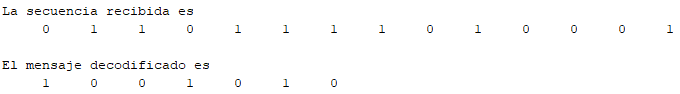 La secuencia recibida es
0 1 1 0 1 1 1 1 0 1 0 0 0 1
El mensaje decodificado es
1 0 0 1 0 1 0